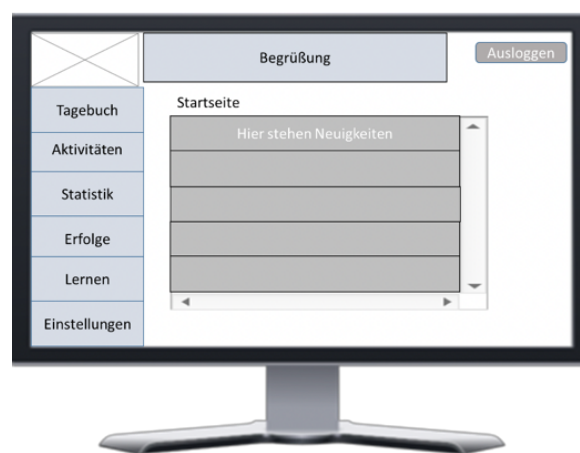 Begrüßung
Ausloggen
Tagebuch
Aktivitäten
Statistik
Erfolge
Lernen
Einstellungen
Startseite
Hier stehen Neuigkeiten